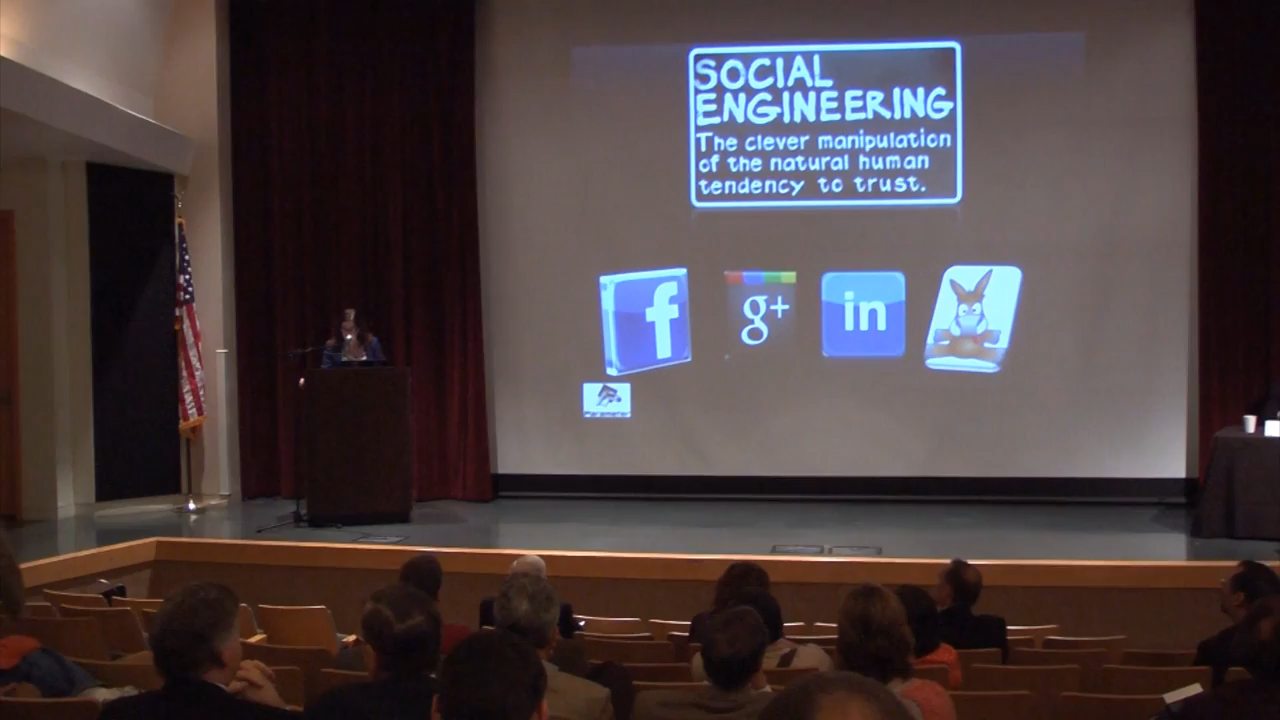 SOCIAL
ENGINEERING
The clever manipulation
of the natural human
tendency to trust.
f
g+
in